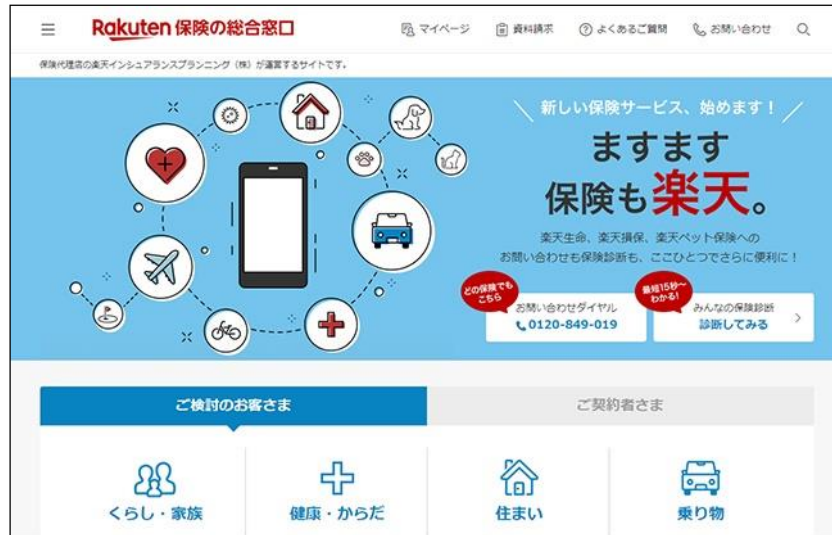 Rakuten 保険の総合窓口
マイページ
資料請求
よくあるご質問
お問い合わせ
保険代理店の楽天インシュアランスプランニング（株）が運営するサイトです。
新しい保険サービス、始めます！
ますます
保険も楽天。
楽天生命、楽天損保、楽天ペット保険への
お問い合わせも保険診断も、ここひとつでさらに便利に！
どの保険でも
こちら
お問い合わせダイヤル
0120-849-019
最短15秒〜
わかる！
みんなの保険診断
診断してみる
ご検討のお客さま
ご契約者さま
くらし・家族
健康・からだ
住まい
乗り物